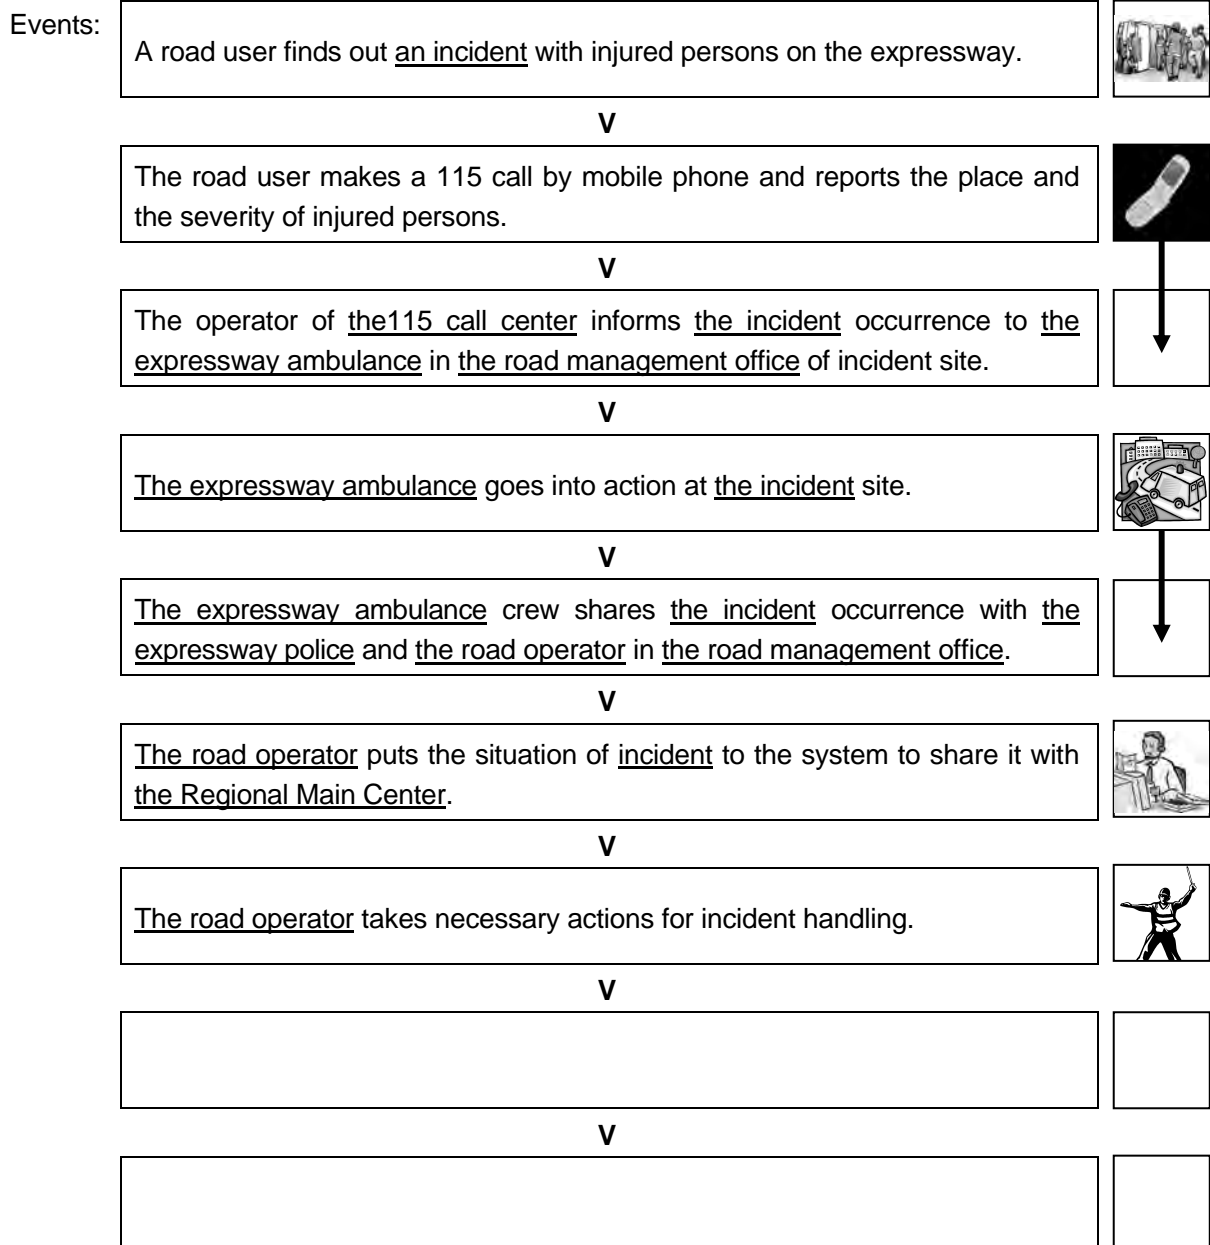 Events:
A road user finds out an incident with injured persons on the expressway.
V
The road user makes a 115 call by mobile phone and reports the place and
the severity of injured persons.
V
The operator of the115 call center informs the incident occurrence to the
expressway ambulance in the road management office of incident site.
V
The expressway ambulance goes into action at the incident site.
V
The expressway ambulance crew shares the incident occurrence with the
expressway police and the road operator in the road management office.
V
The road operator puts the situation of incident to the system to share it with
the Regional Main Center.
V
The road operator takes necessary actions for incident handling.
V
V